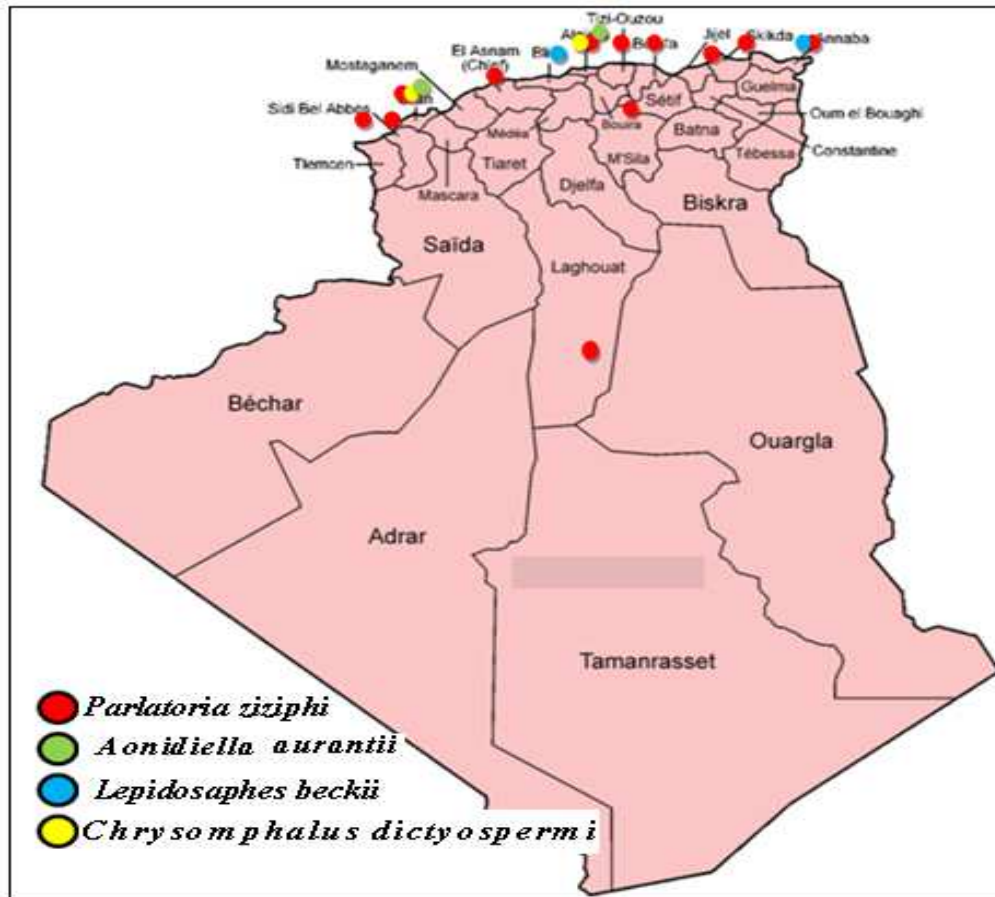 Tizi-Ouzou
Jijel
Skikda
Annaba
El Asnam
(Chlef)
Mostaganem
Guelma
Sidi Bel Abbes
Sétif
Oum el Bouaghi
Bouira
Médéa
Batna
Constantine
Tlemcen
Tiaret
M'Sila
Tébessa
Mascara
Djelfa
Biskra
Saïda
Laghouat
Béchar
Ouargla
Adrar
Tamanrasset
Parlatoria ziziphi
Aonidiella aurantii
Lepidosaphes beckii
Chrysomphalus dictyospermi